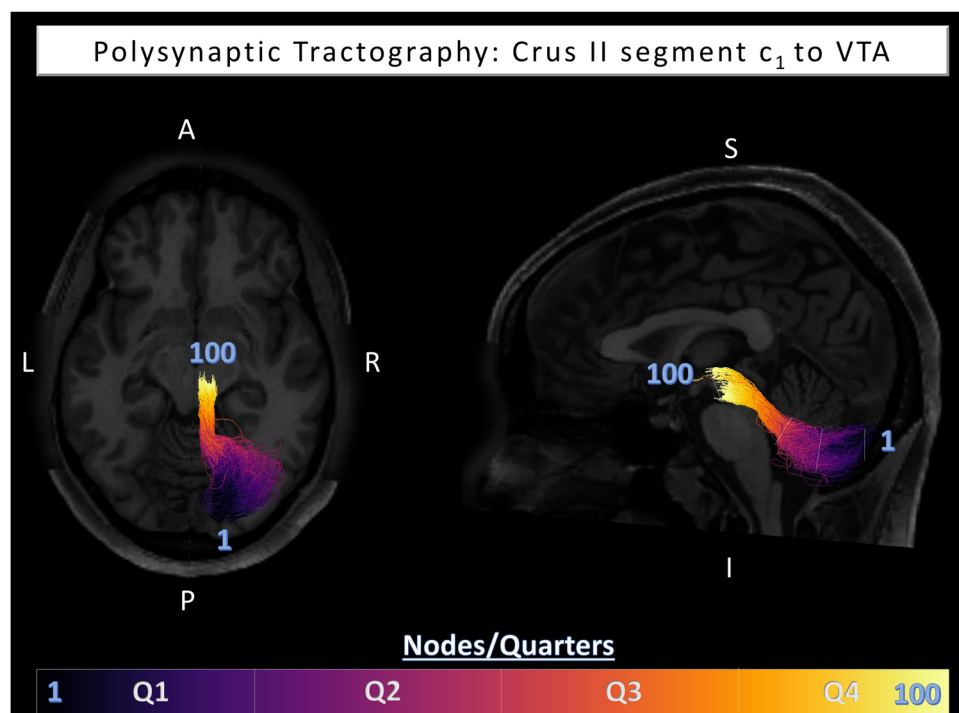 Polysynaptic Tractography: Crus II segment c₁ to VTA
A
S
L
100
R
100
1
1
P
I
Nodes/Quarters
1 Q1 Q2 Q3 Q4 100